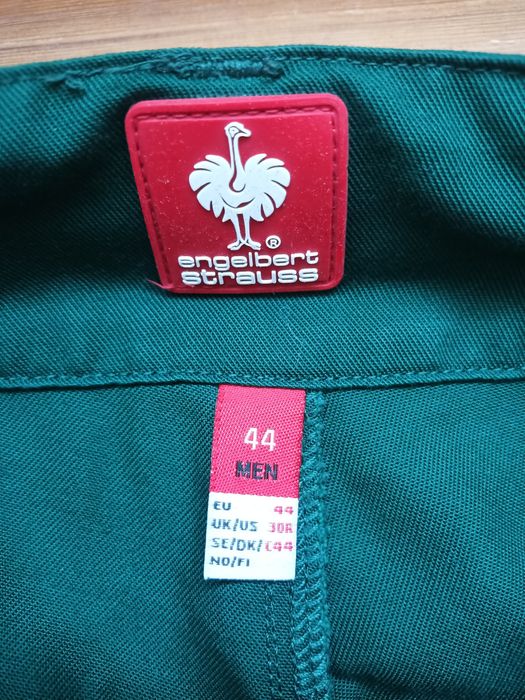 ®
engelbert
strauss
44
MEN
EU 44
UK/US 30R
SE/DK/ C44
NO/FI